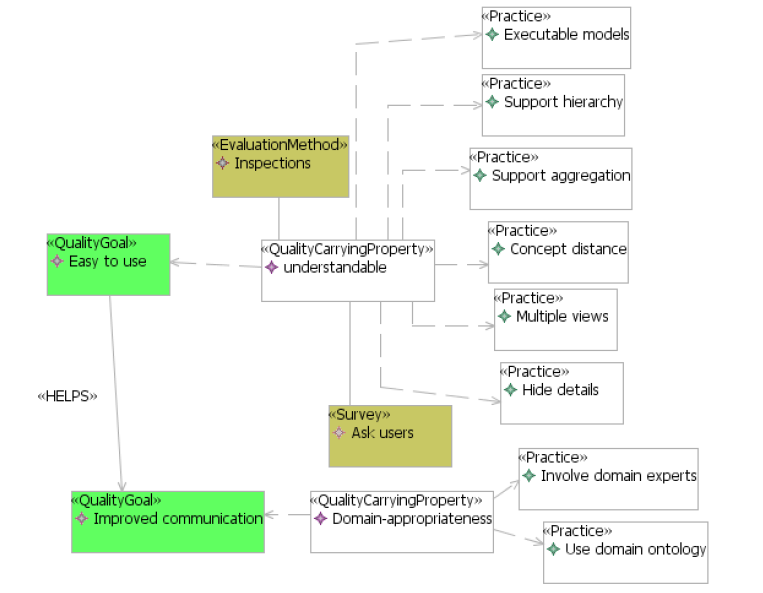 «Practice»
Executable models
«Practice»
Support hierarchy
«EvaluationMethod»
Inspections
«Practice»
Support aggregation
«QualityGoal»
Easy to use
«QualityCarryingProperty»
understandable
«Practice»
Concept distance
«Practice»
Multiple views
«Practice»
Hide details
«HELPS»
«Survey»
Ask users
«Practice»
Involve domain experts
«QualityGoal»
Improved communication
«QualityCarryingProperty»
Domain-appropriateness
«Practice»
Use domain ontology